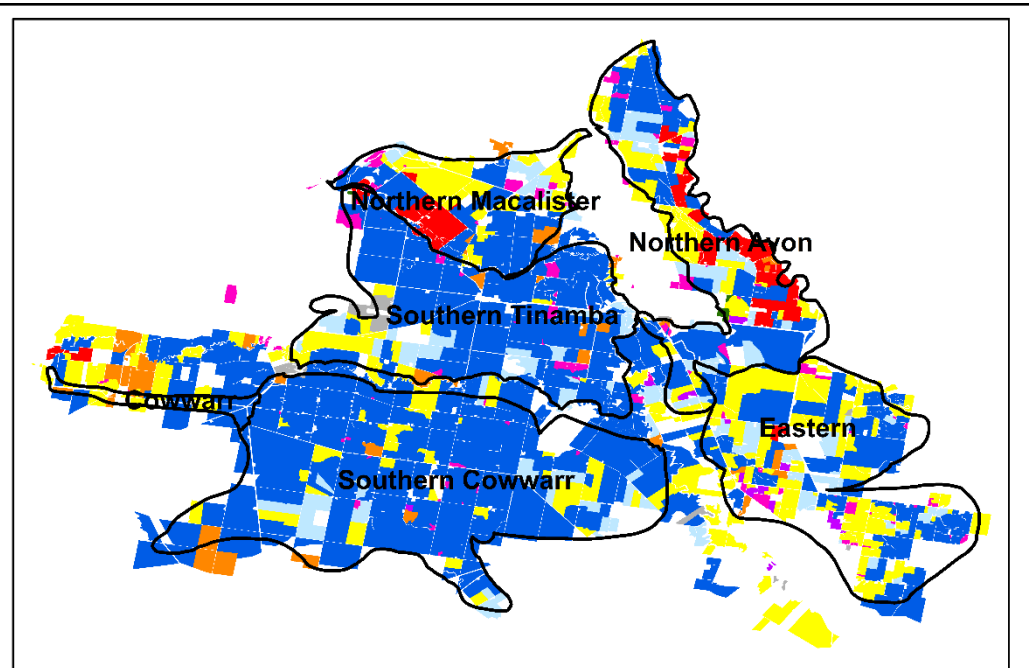 Northern Macalister
Northern Avon
Southern Tinamba
Cowwarr
Eastern
Southern Cowwarr